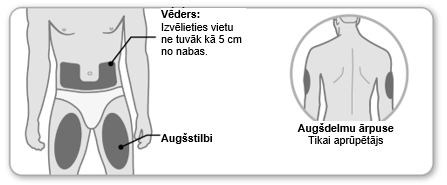 Vēders:
Izvēlieties vietu
ne tuvāk kā 5 cm
no nabas.
Augšstilbi
Augšdelmu ārpuse
Tikai aprūpētājs